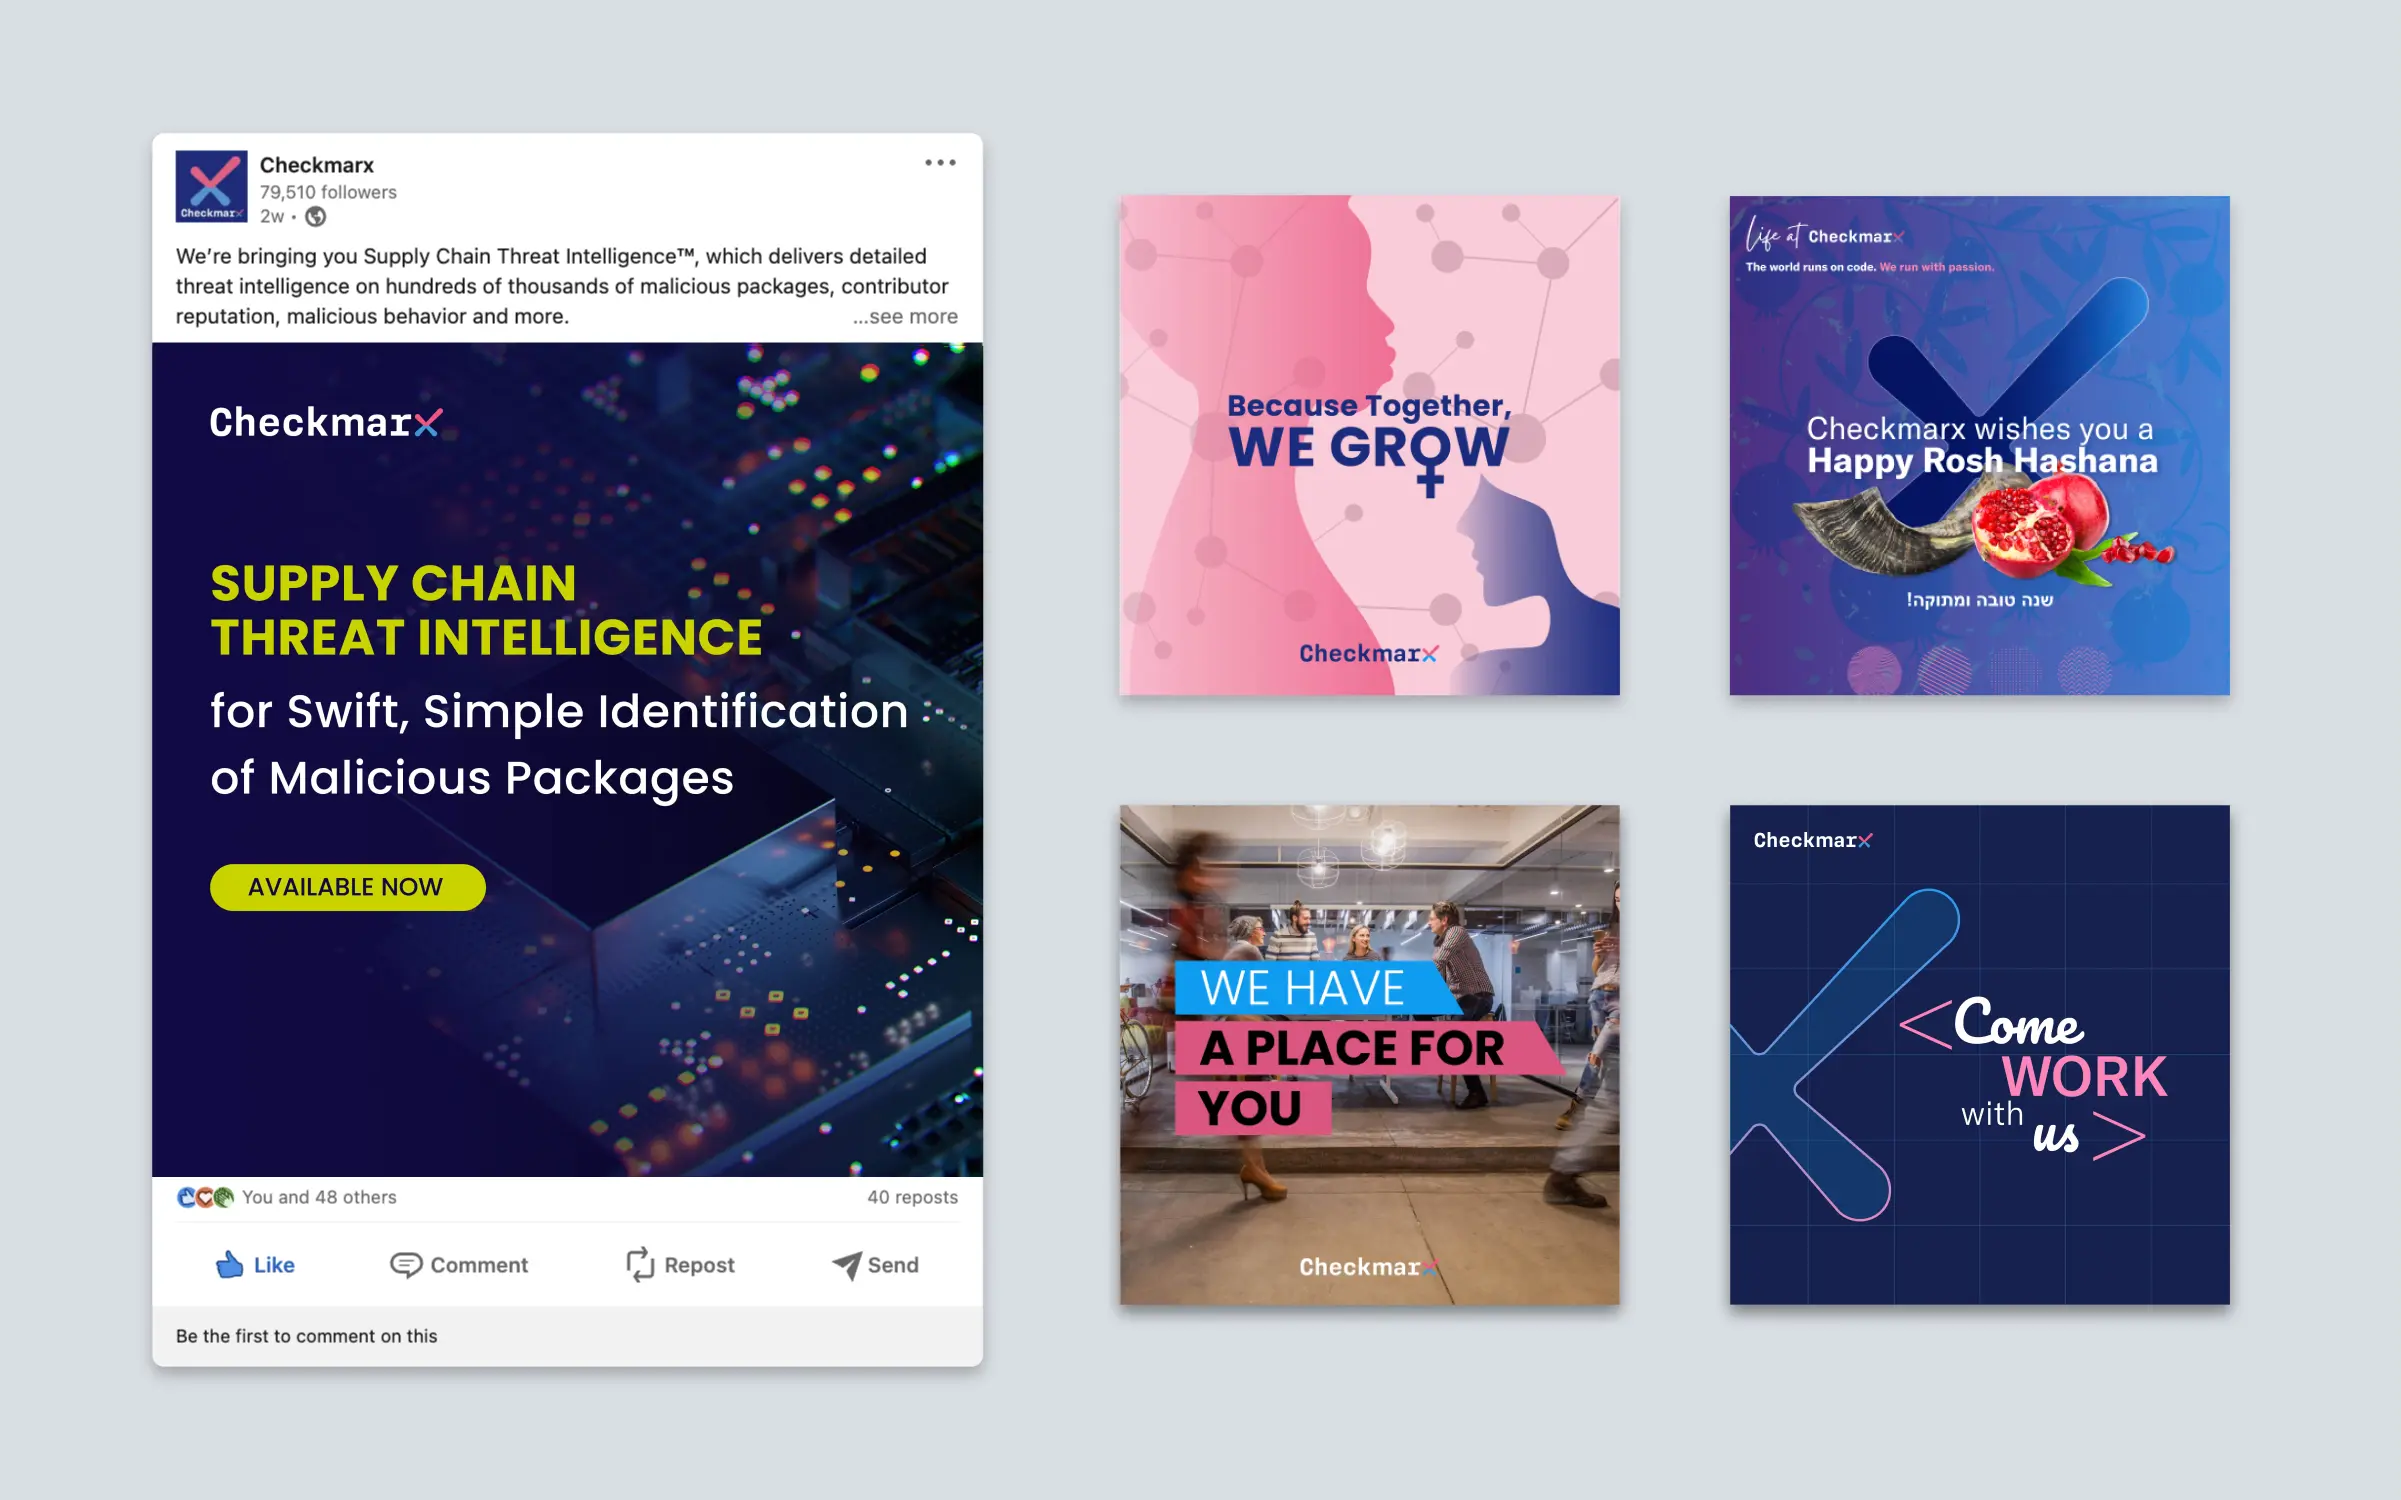 Checkmarx
Checkmarx
79,510 followers
2w •
We’re bringing you Supply Chain Threat Intelligence™, which delivers detailed
threat intelligence on hundreds of thousands of malicious packages, contributor
reputation, malicious behavior and more. ...see more
Checkmarx
SUPPLY CHAIN
THREAT INTELLIGENCE
for Swift, Simple Identification
of Malicious Packages
AVAILABLE NOW
You and 48 others 40 reposts
Like Comment Repost Send
Be the first to comment on this
Because Together,
WE GROW
Checkmarx
Life at Checkmarx
The world runs on code. We run with passion.
Checkmarx wishes you a
Happy Rosh Hashana
שנה טובה ומתוקה!
WE HAVE
A PLACE FOR
YOU
Checkmarx
Checkmarx
<Come
WORK
with
us>